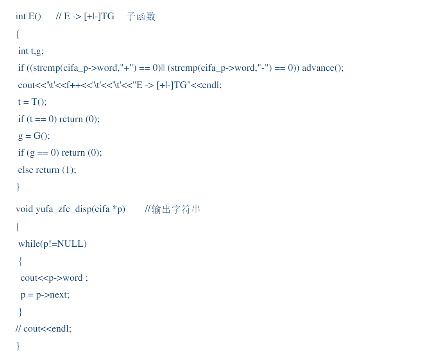 int E()      // E -> [+|-]TG     子函数
{
 int t,g;
 if ((strcmp(cifa_p->word,"+") == 0)|| (strcmp(cifa_p->word,"-") == 0)) advance();
 cout<<'\t'<<f++<<'\t'<<'\t'<<"E -> [+|-]TG"<<endl;
 t = T();
 if (t == 0) return (0);
 g = G();
 if (g == 0) return (0);
 else return (1);
}
void yufa_zfc_disp(cifa *p)        //输出字符串
{
 while(p!=NULL)
 {
  cout<<p->word ;
  p = p->next;
 }
// cout<<endl;
}